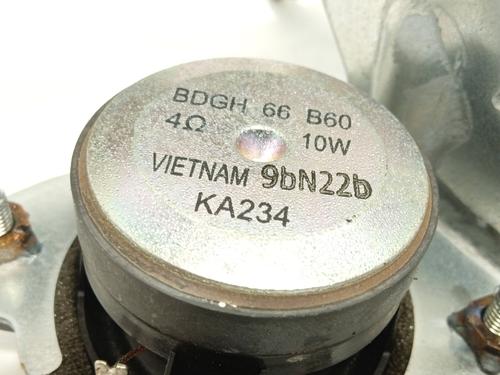 BDGH 66 B60
4Ω 10W
VIETNAM 9bN22b
KA234